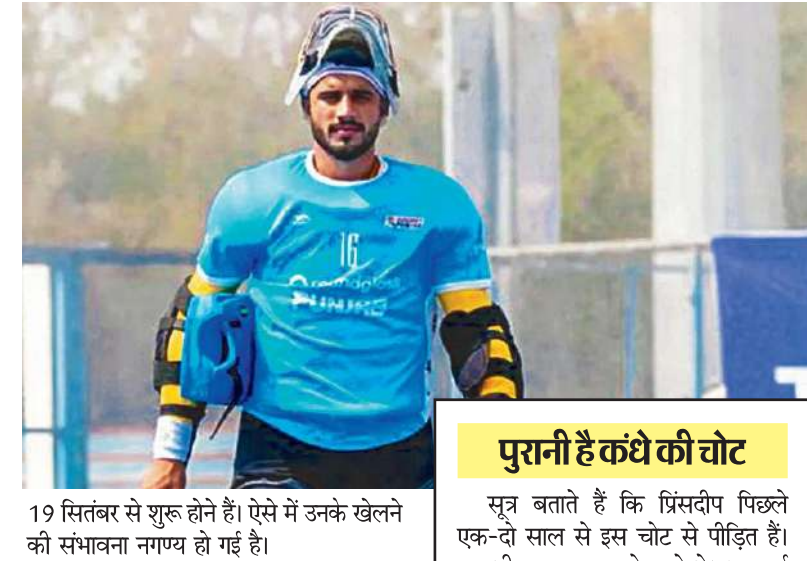 16
19 सितंबर से शुरू होने हैं। ऐसे में उनके खेलने
की संभावना नगण्य हो गई है।
पुरानी है कंधे की चोट
सूत्र बताते हैं कि प्रिंसदीप पिछले
एक-दो साल से इस चोट से पीड़ित हैं।